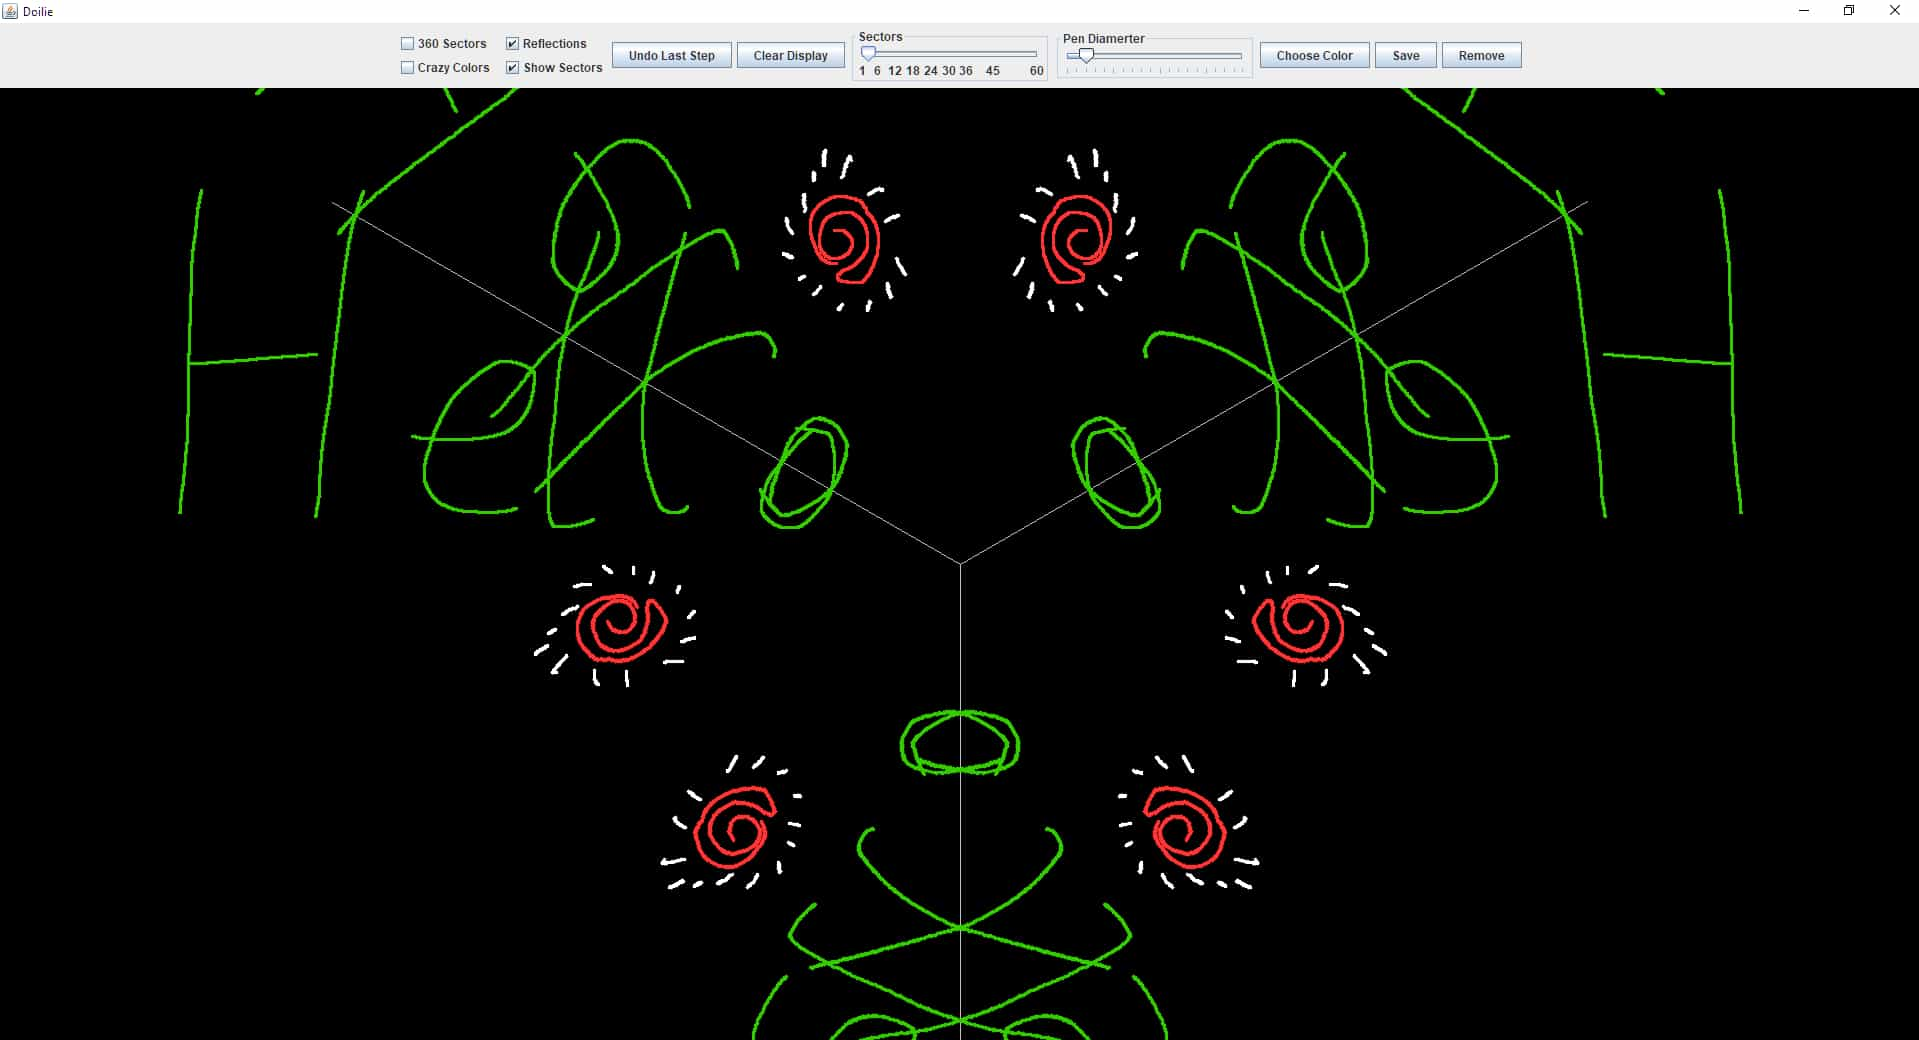 Doilie
360 Sectors Reflections Undo Last Step Clear Display Sectors Pen Diamerter Choose Color Save Remove
Crazy Colors Show Sectors 1 6 12 18 24 30 36 45 60